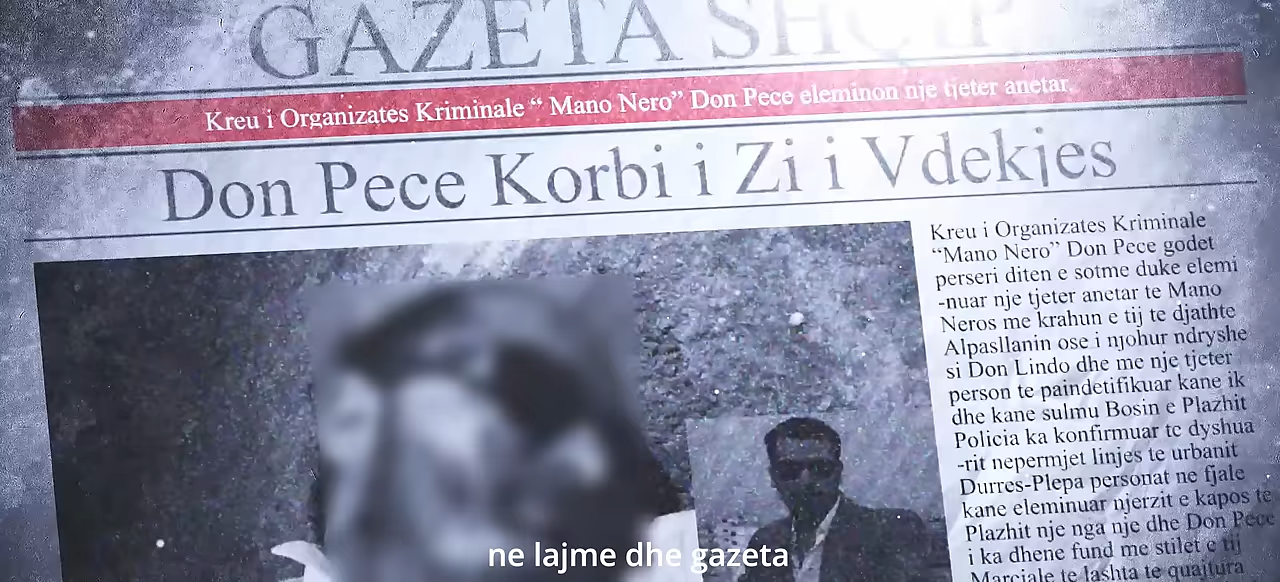 GAZETA SHQIP
Kreu i Organizates Kriminale “ Mano Nero” Don Pece eleminon nje tjeter anetar.
Don Pece Korbi i Zi i Vdekjes
Kreu i Organizates Kriminale
“Mano Nero” Don Pece godet
perseri diten e sotme duke elemi
-nuar nje tjeter anetar te Mano
Neros me krahun e tij te djathte
Alpasllanin ose i njohur ndryshe
si Don Lindo dhe me nje tjeter
person te paindetifikuar kane ik
dhe kane sulmu Bosin e Plazhit
Policia ka konfirmuar te dyshua
-rit nepermjet linjes te urbanit
Durres-Plepa personat ne fjale
kane eleminuar njerzit e kapos te
Plazhit nje nga nje dhe Don Pece
i ka dhene fund me stilet e tij
Marciale te lashta te quajtura
ne lajme dhe gazeta